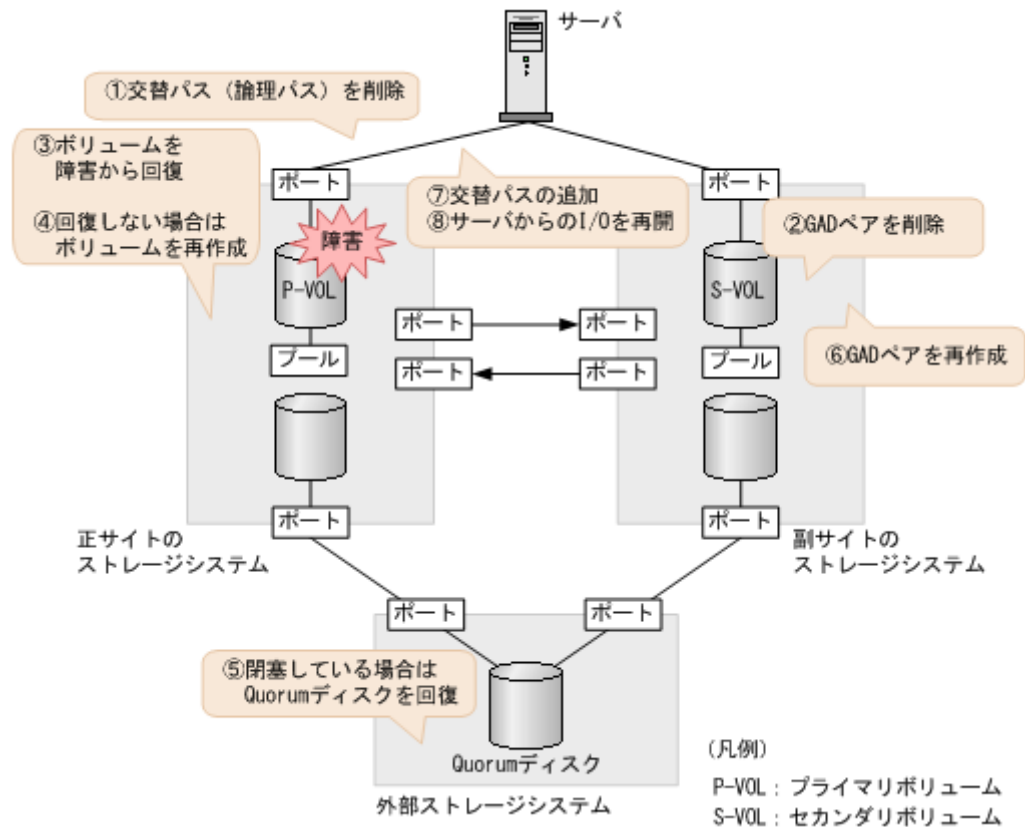 サーバ
①交替パス（論理パス）を削除
③ボリュームを
障害から回復
④回復しない場合は
ボリュームを再作成
ポート
ポート
⑦交替パスの追加
⑧サーバからのI/Oを再開
②GADペアを削除
障害
P-VOL
S-VOL
ポート
ポート
プール
プール
⑥GADペアを再作成
ポート
ポート
ポート
ポート
正サイトの
ストレージシステム
副サイトの
ストレージシステム
ポート
ポート
⑤閉塞している場合は
Quorumディスクを回復
Quorumディスク
外部ストレージシステム
(凡例)
P-VOL：プライマリボリューム
S-VOL：セカンダリボリューム